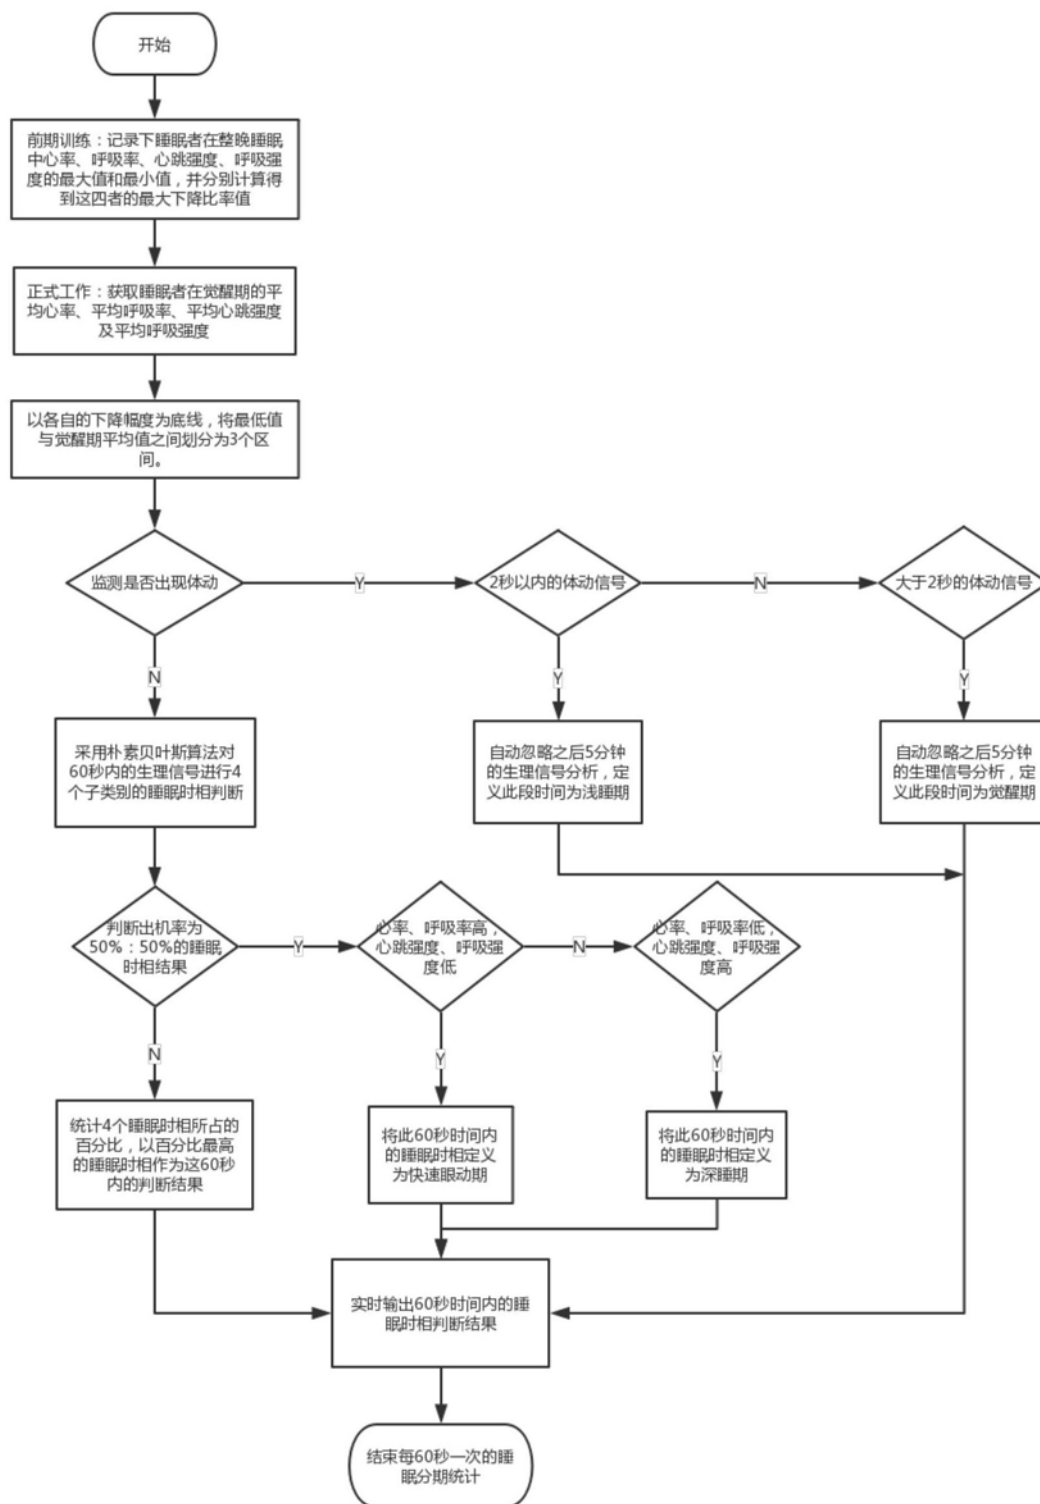 开始
前期训练：记录下睡眠者在整晚睡眠
中心率、呼吸率、心跳强度、呼吸强
度的最大值和最小值，并分别计算得
到这四者的最大下降比率值
正式工作：获取睡眠者在觉醒期的平
均心率、平均呼吸率、平均心跳强度
及平均呼吸强度
以各自的下降幅度为底线，将最低值
与觉醒期平均值之间划分为3个区
间。
监测是否出现体动
Y
2秒以内的体动信号
N
大于2秒的体动信号
N
Y
Y
采用朴素贝叶斯算法对
60秒内的生理信号进行4
个子类别的睡眠时相判断
自动忽略之后5分钟
的生理信号分析，定
义此段时间为浅睡期
自动忽略之后5分钟
的生理信号分析，定
义此段时间为觉醒期
判断出机率为
50%：50%的睡眠
时相结果
Y
心率、呼吸率高，
心跳强度、呼吸强
度低
N
心率、呼吸率低，
心跳强度、呼吸强
度高
N
Y
Y
统计4个睡眠时相所占的
百分比，以百分比最高
的睡眠时相作为这60秒
内的判断结果
将此60秒时间内
的睡眠时相定义
为快速眼动期
将此60秒时间内
的睡眠时相定义
为深睡期
实时输出60秒时间内的睡
眠时相判断结果
结束每60秒一次的睡
眠分期统计